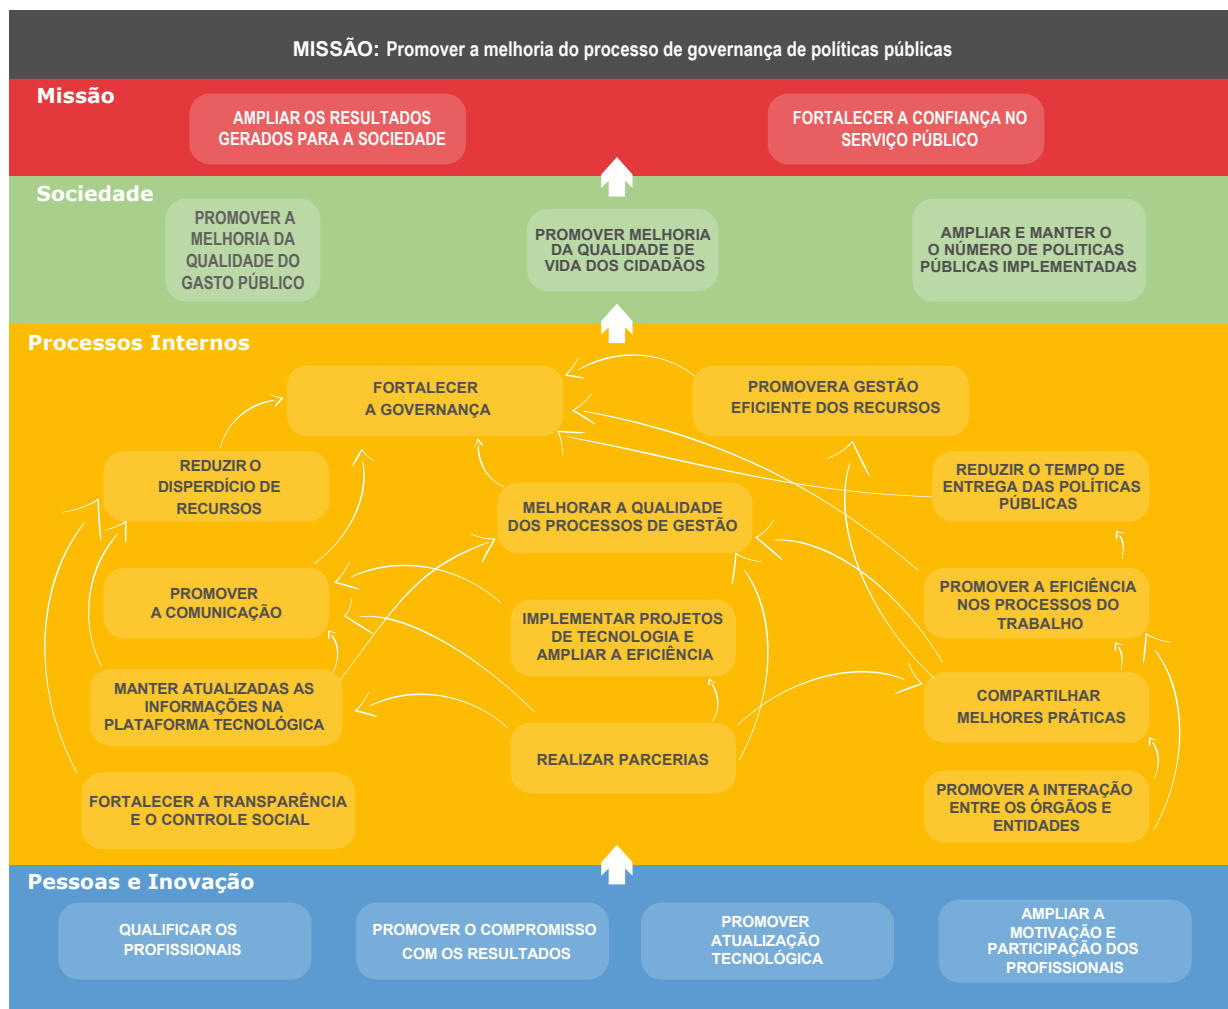 MISSÃO: Promover a melhoria do processo de governança de políticas públicas
Missão
AMPLIAR OS RESULTADOS
GERADOS PARA A SOCIEDADE
FORTALECER A CONFIANÇA NO
SERVIÇO PÚBLICO
Sociedade
PROMOVER A
MELHORIA DA
QUALIDADE DO
GASTO PÚBLICO
PROMOVER MELHORIA
DA QUALIDADE DE
VIDA DOS CIDADÃOS
AMPLIAR E MANTER O
O NÚMERO DE POLITICAS
PÚBLICAS IMPLEMENTADAS
Processos Internos
FORTALECER
A GOVERNANÇA
PROMOVERA GESTÃO
EFICIENTE DOS RECURSOS
REDUZIR O
DISPERDÍCIO DE
RECURSOS
MELHORAR A QUALIDADE
DOS PROCESSOS DE GESTÃO
REDUZIR O TEMPO DE
ENTREGA DAS POLÍTICAS
PÚBLICAS
PROMOVER
A COMUNICAÇÃO
IMPLEMENTAR PROJETOS
DE TECNOLOGIA E
AMPLIAR A EFICIÊNCIA
PROMOVER A EFICIÊNCIA
NOS PROCESSOS DO
TRABALHO
MANTER ATUALIZADAS AS
INFORMAÇÕES NA
PLATAFORMA TECNOLÓGICA
REALIZAR PARCERIAS
COMPARTILHAR
MELHORES PRÁTICAS
FORTALECER A TRANSPARÊNCIA
E O CONTROLE SOCIAL
PROMOVER A INTERAÇÃO
ENTRE OS ÓRGÃOS E
ENTIDADES
Pessoas e Inovação
QUALIFICAR OS
PROFISSIONAIS
PROMOVER O COMPROMISSO
COM OS RESULTADOS
PROMOVER
ATUALIZAÇÃO
TECNOLÓGICA
AMPLIAR A
MOTIVAÇÃO E
PARTICIPAÇÃO DOS
PROFISSIONAIS